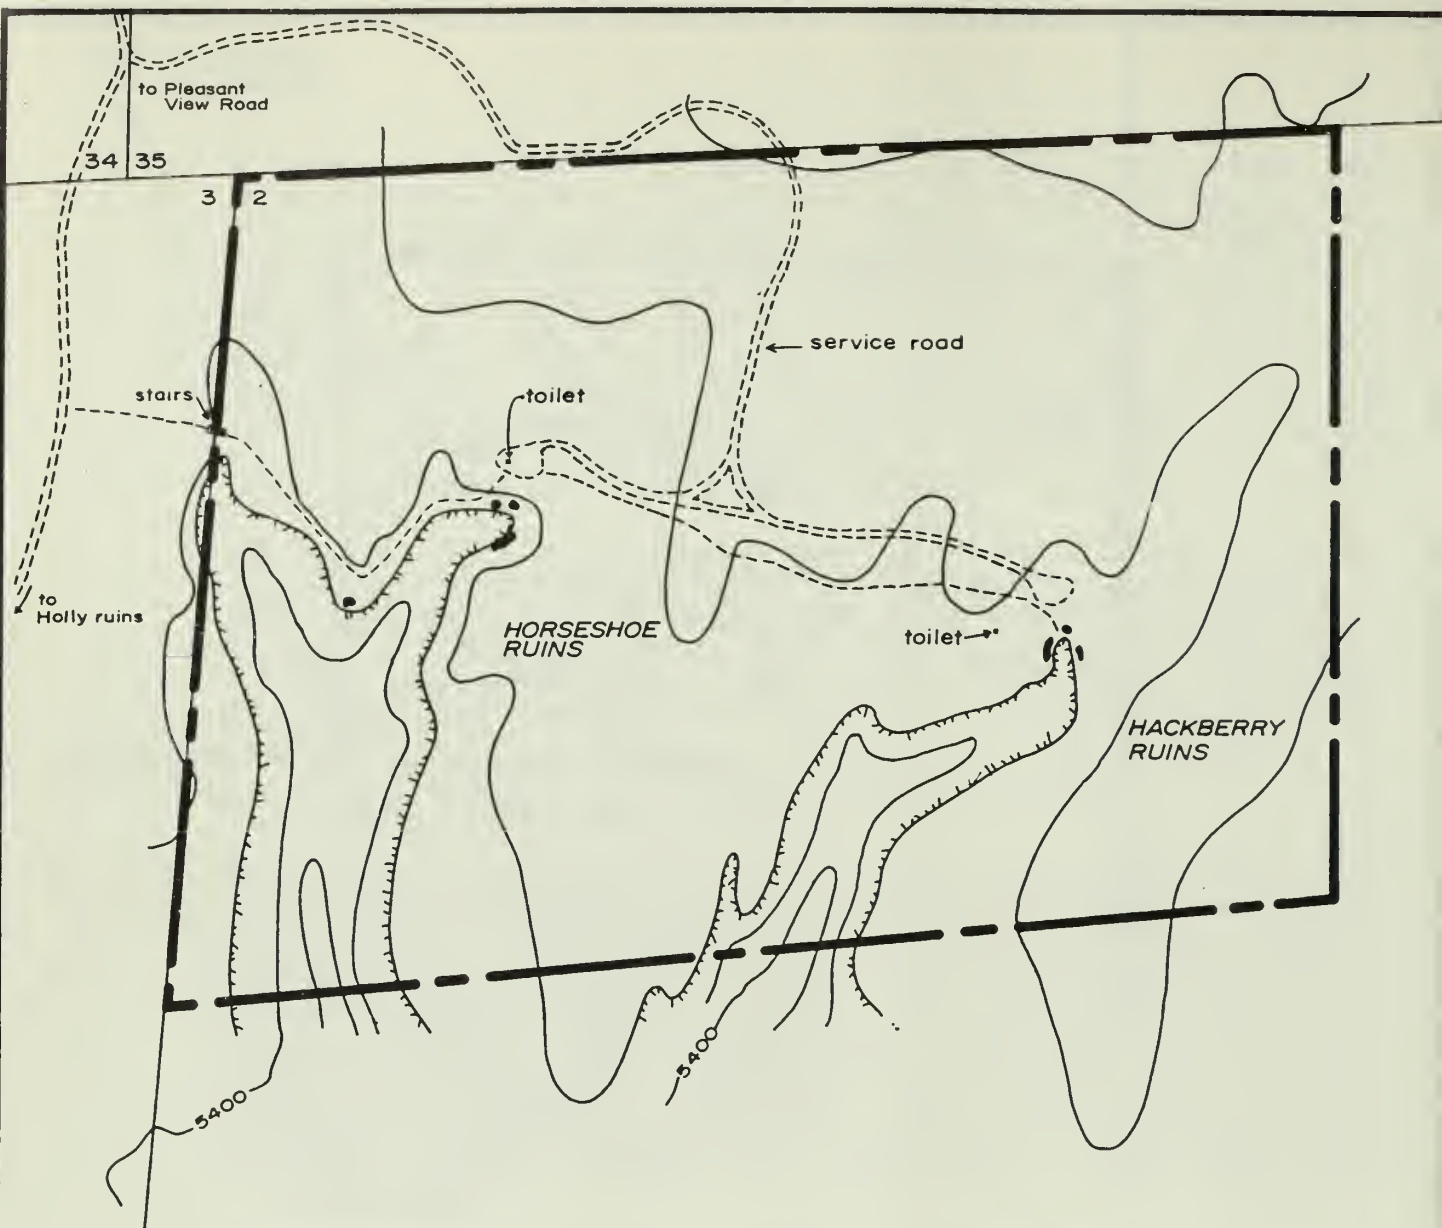 to Pleasant
View Road
34 35
3 2
service road
stairs
toilet
to
Holly ruins
HORSESHOE
RUINS
toilet
HACKBERRY
RUINS
5400
5400